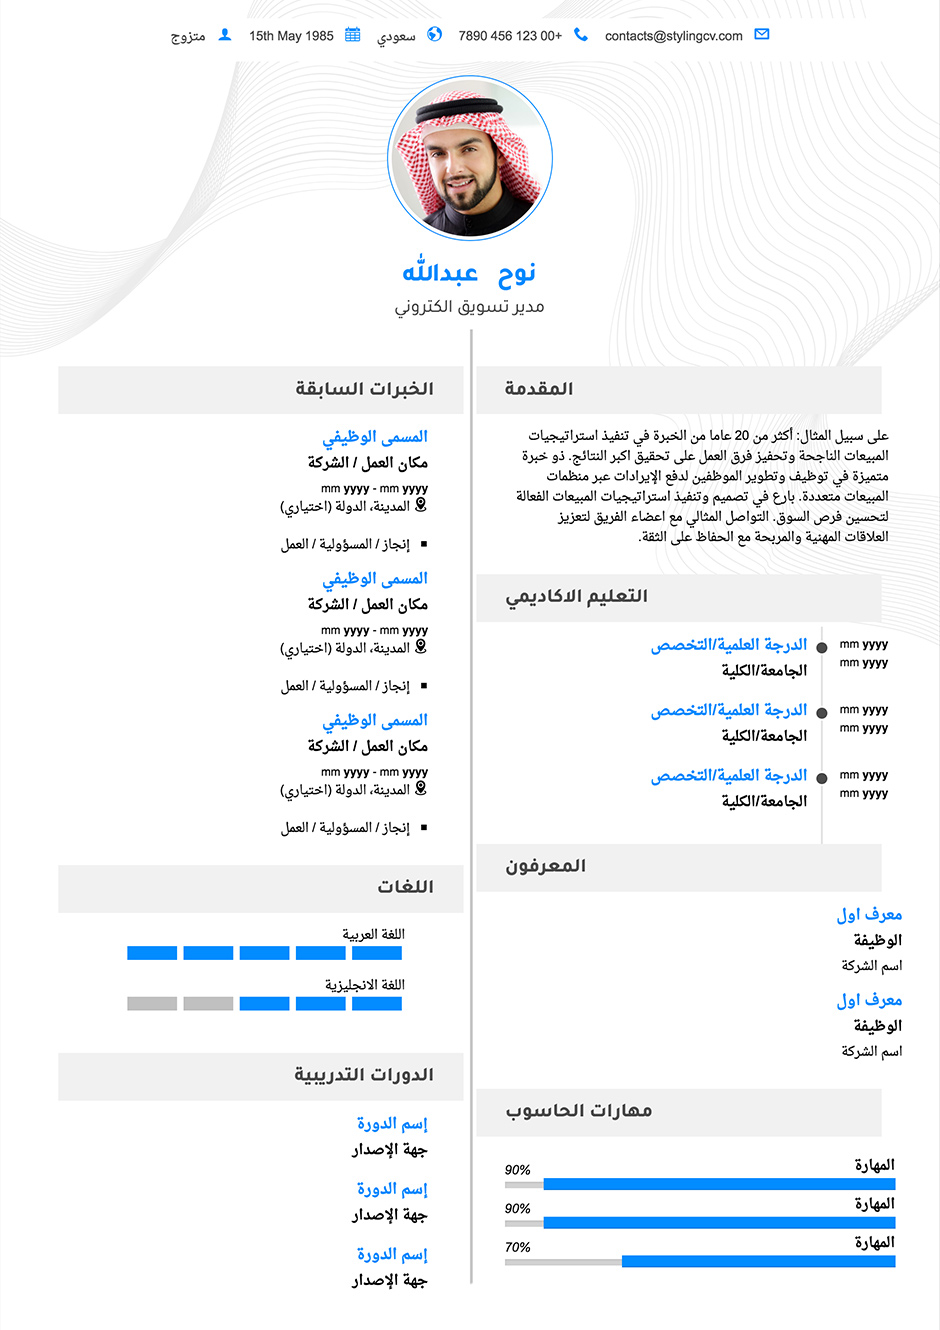 contacts@stylingcv.com +00 123 456 7890 سعودي 15th May 1985 متزوج
نوح عبدالله
مدير تسويق الكتروني
المقدمة
على سبيل المثال: أكثر من 20 عاما من الخبرة في تنفيذ استراتيجيات
المبيعات الناجحة وتحفيز فرق العمل على تحقيق اكبر النتائج. ذو خبرة
متميزة في توظيف وتطوير الموظفين لدفع الإيرادات عبر منظمات
المبيعات متعددة. بارع في تصميم وتنفيذ استراتيجيات المبيعات الفعالة
لتحسين فرص السوق. التواصل المثالي مع اعضاء الفريق لتعزيز
العلاقات المهنية والمربحة مع الحفاظ على الثقة.
التعليم الاكاديمي
mm yyyy
mm yyyy
الدرجة العلمية/التخصص
الجامعة/الكلية
mm yyyy
mm yyyy
الدرجة العلمية/التخصص
الجامعة/الكلية
mm yyyy
mm yyyy
الدرجة العلمية/التخصص
الجامعة/الكلية
المعرفون
معرف اول
الوظيفة
اسم الشركة
معرف اول
الوظيفة
اسم الشركة
مهارات الحاسوب
المهارة 90%
المهارة 90%
المهارة 70%
الخبرات السابقة
المسمى الوظيفي
مكان العمل / الشركة
mm yyyy - mm yyyy
المدينة، الدولة (اختياري)
▪ إنجاز / المسؤولية / العمل
المسمى الوظيفي
مكان العمل / الشركة
mm yyyy - mm yyyy
المدينة، الدولة (اختياري)
▪ إنجاز / المسؤولية / العمل
المسمى الوظيفي
مكان العمل / الشركة
mm yyyy - mm yyyy
المدينة، الدولة (اختياري)
▪ إنجاز / المسؤولية / العمل
اللغات
اللغة العربية
اللغة الانجليزية
الدورات التدريبية
إسم الدورة
جهة الإصدار
إسم الدورة
جهة الإصدار
إسم الدورة
جهة الإصدار